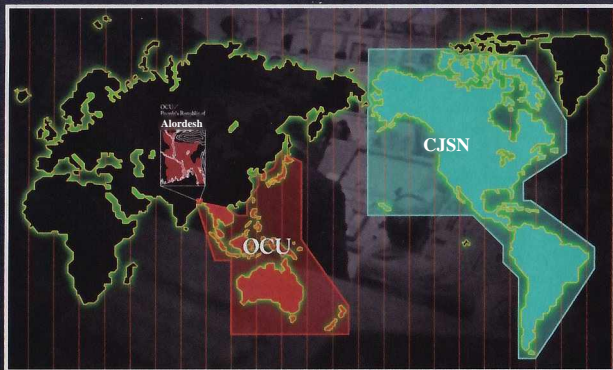 OCU
People's Republic of
Alordesh
CJSN
OCU